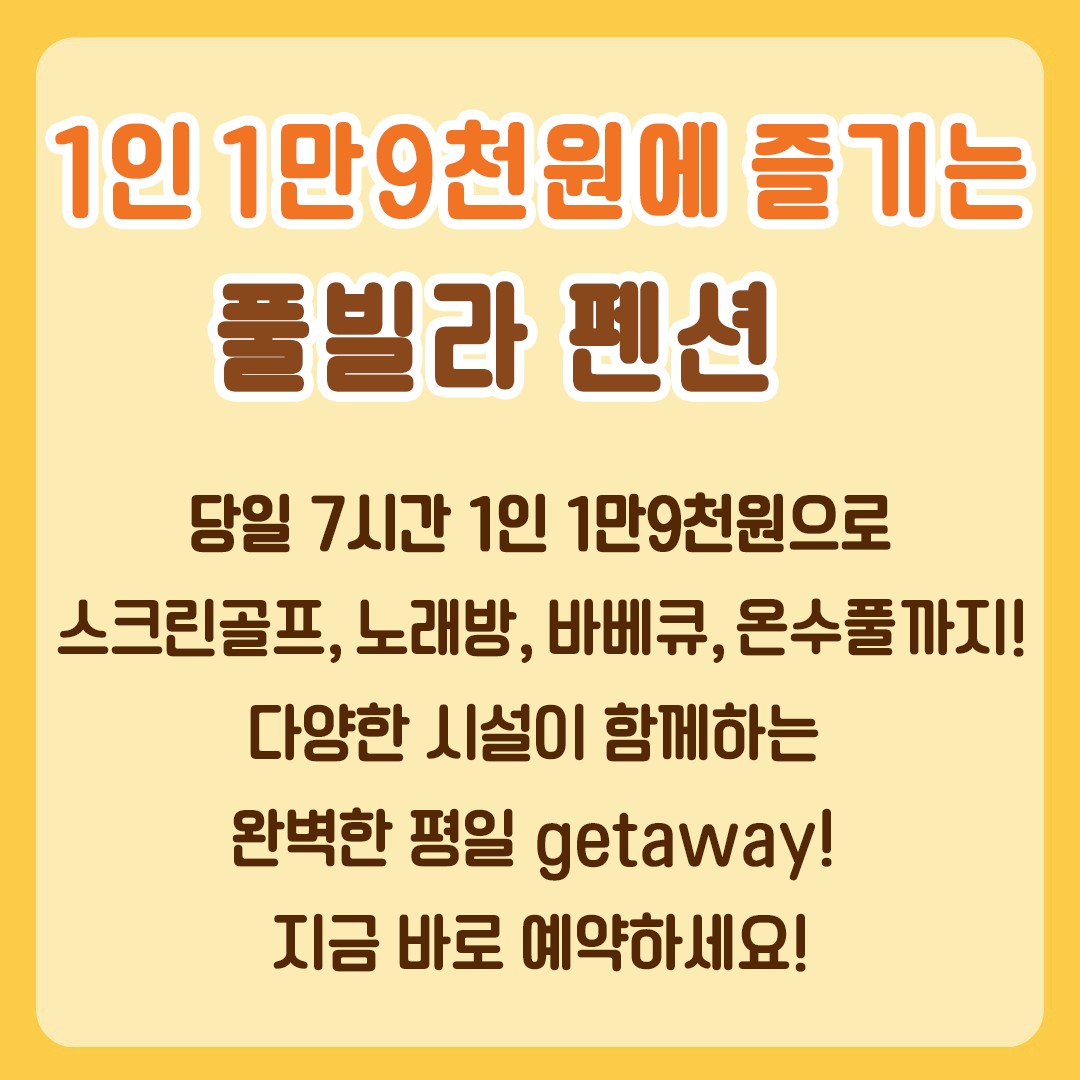 1인 1만9천원에 즐기는
풀빌라 펜션
당일 7시간 1인 1만9천원으로
스크린골프, 노래방, 바베큐, 온수풀까지!
다양한 시설이 함께하는
완벽한 평일 getaway!
지금 바로 예약하세요!